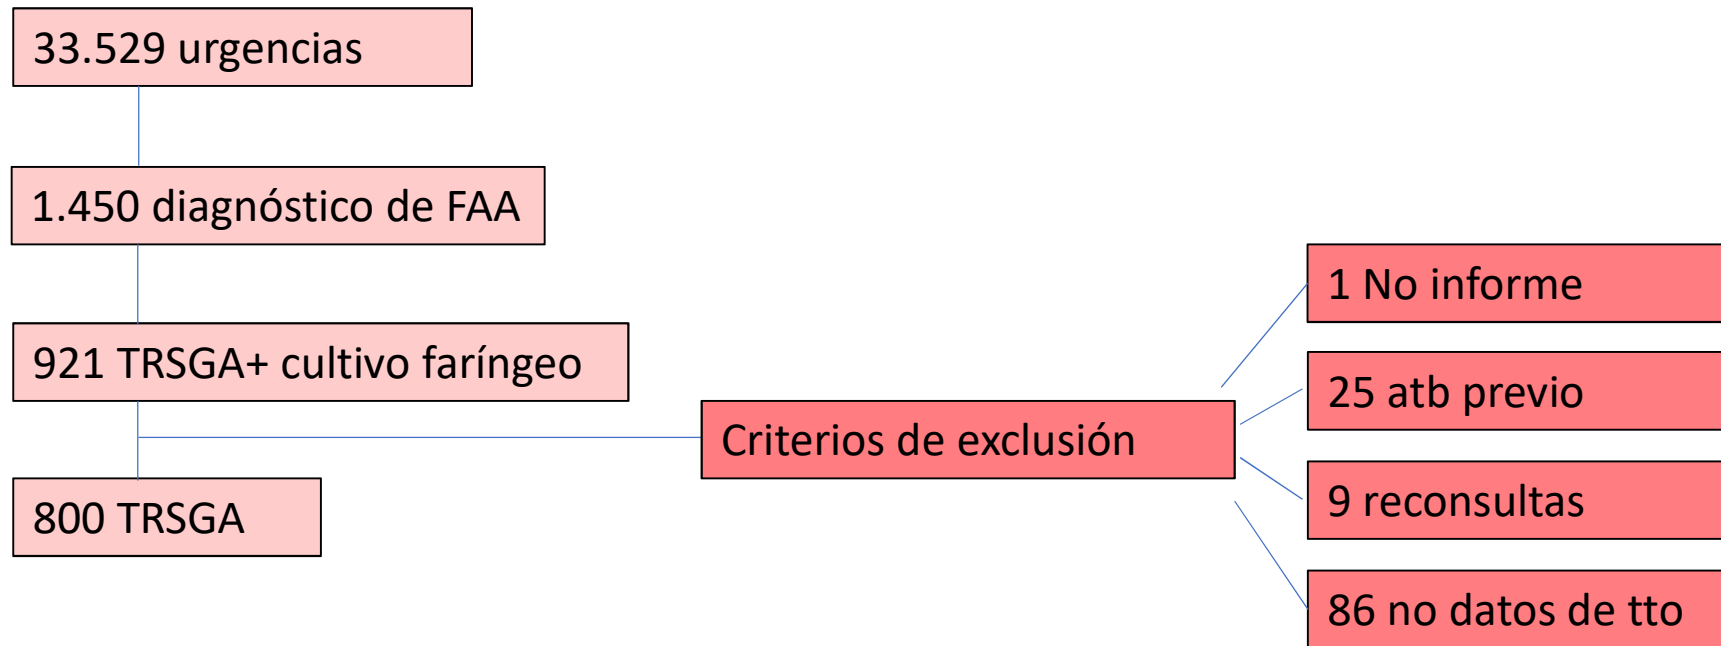 33.529 urgencias
1.450 diagnóstico de FAA
921 TRSGA+ cultivo faríngeo
800 TRSGA
Criterios de exclusión
1 No informe
25 atb previo
9 reconsultas
86 no datos de tto